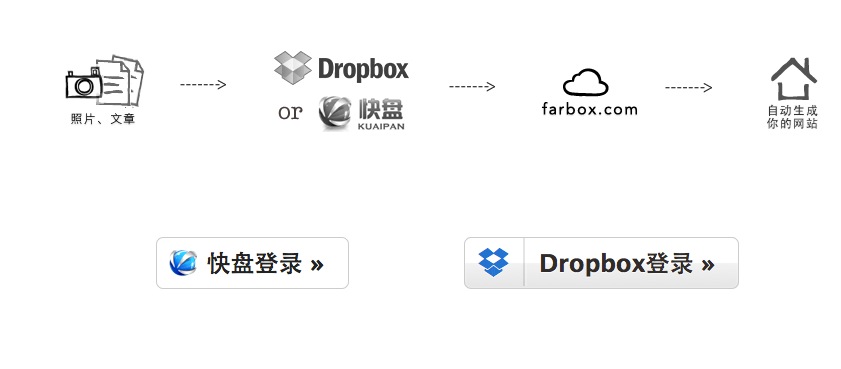 照片、文章
Dropbox
or 快盘
KUAIPAN
farbox.com
自动生成
你的网站
快盘登录 »
Dropbox登录 »